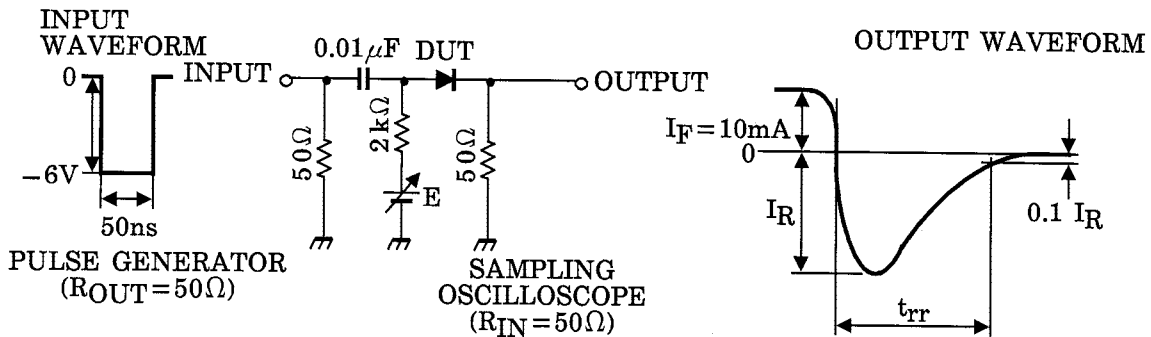 INPUT
WAVEFORM
0
−6V
50ns
PULSE GENERATOR
(ROUT=50Ω)
INPUT
0.01μF
DUT
OUTPUT
50Ω
2kΩ
E
50Ω
SAMPLING
OSCILLOSCOPE
(RIN=50Ω)
OUTPUT WAVEFORM
IF=10mA
0
IR
0.1 IR
trr